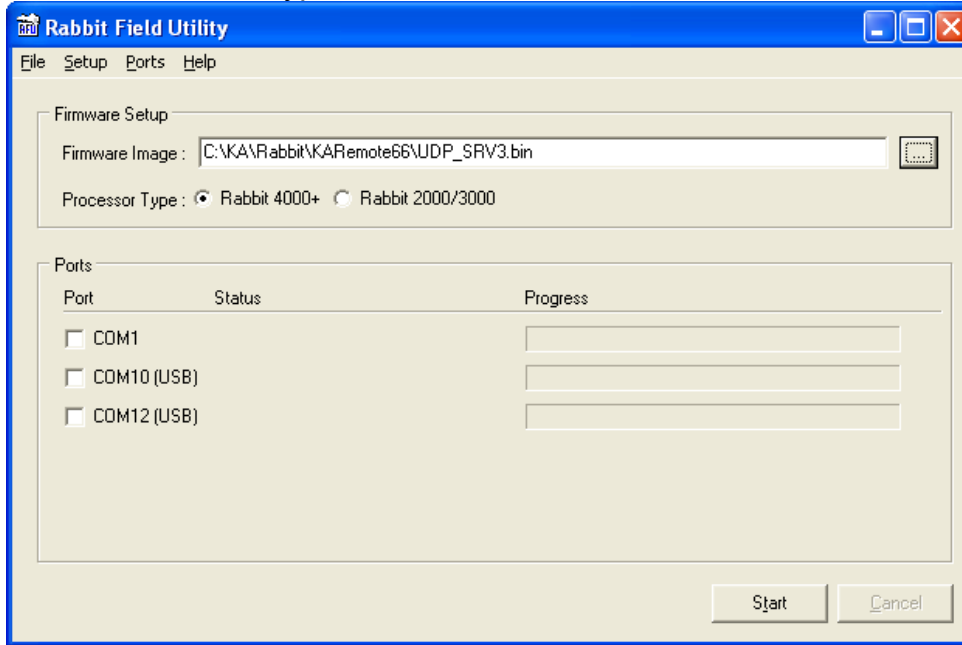 RFU Rabbit Field Utility
File Setup Ports Help
Firmware Setup
Firmware Image : C:\KA\Rabbit\KARemote66\UDP_SRV3.bin ...
Processor Type : Rabbit 4000+ Rabbit 2000/3000
Ports
Port Status Progress
COM1
COM10 (USB)
COM12 (USB)
Start Cancel